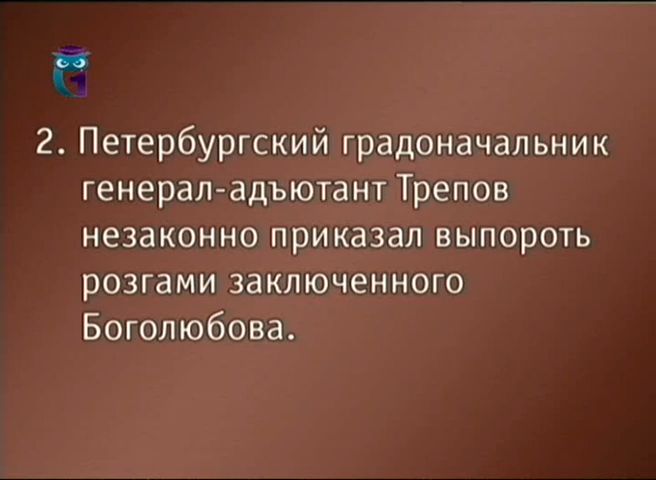 2. Петербургский градоначальник
генерал-адъютант Трепов
незаконно приказал выпороть
розгами заключенного
Боголюбова.